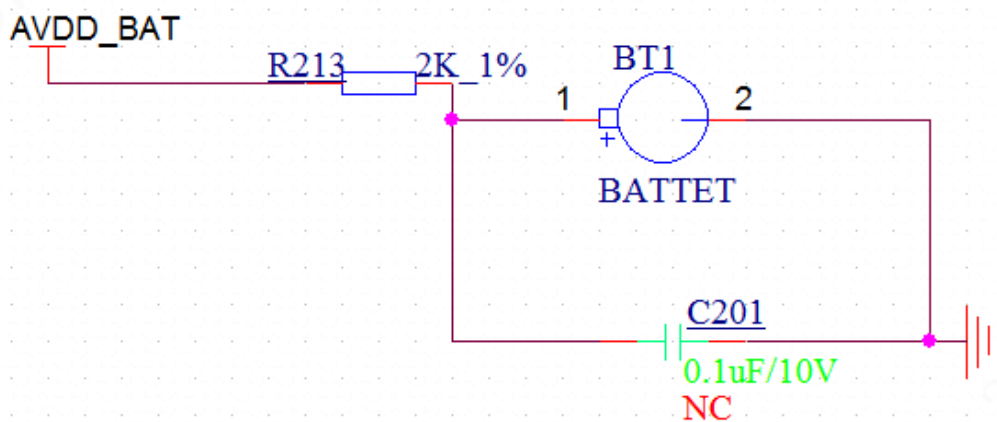 AVDD_BAT
R213 2K_1%
BT1
1 2
+
BATTET
C201
0.1uF/10V
NC